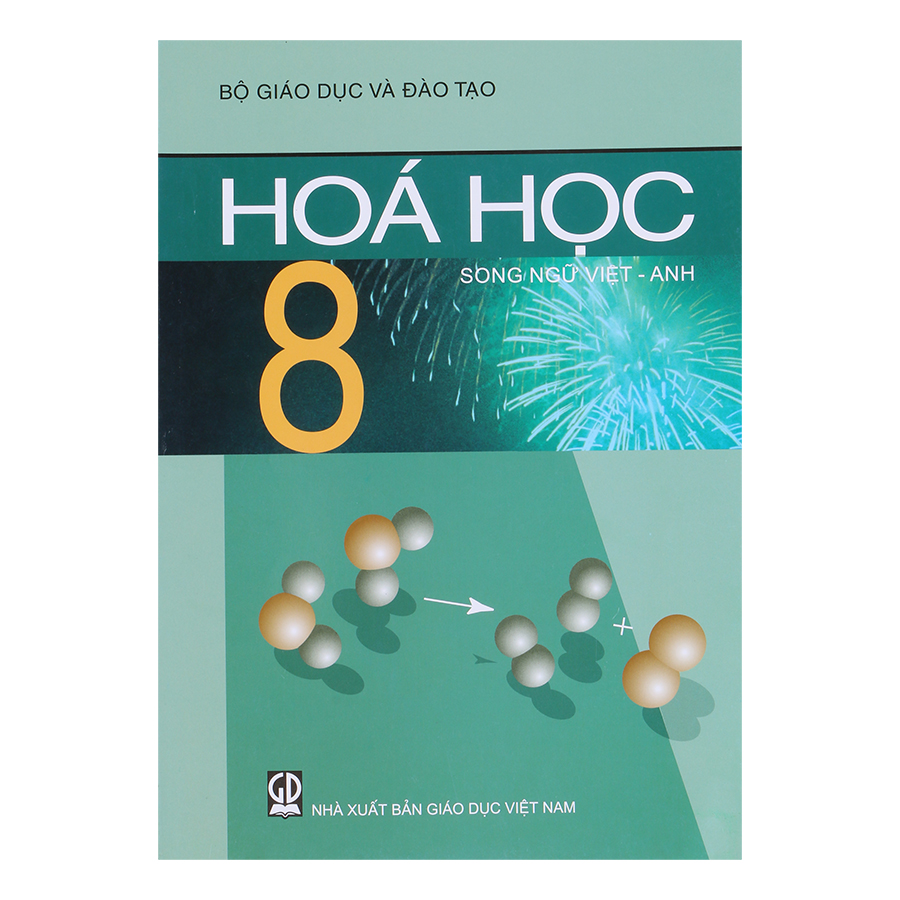 BỘ GIÁO DỤC VÀ ĐÀO TẠO
HOÁ HỌC
SONG NGỮ VIỆT - ANH
8
+
GD
NHÀ XUẤT BẢN GIÁO DỤC VIỆT NAM